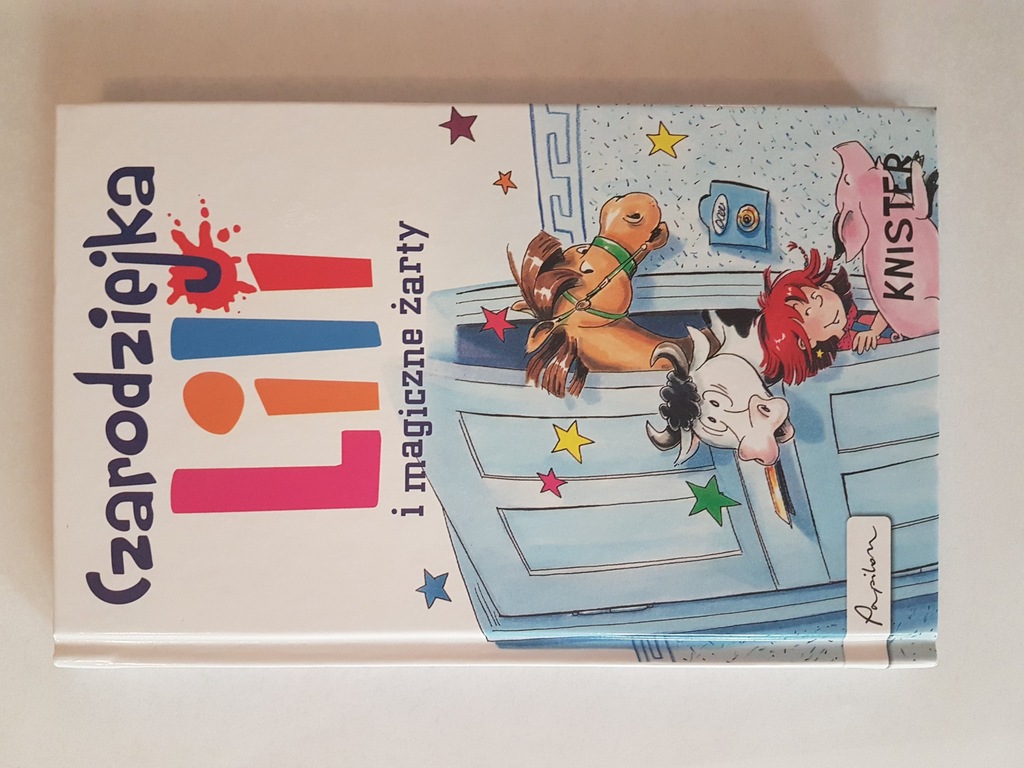 Czarodziejka
Lilli
i magiczne żarty
KNISTER
Papilon